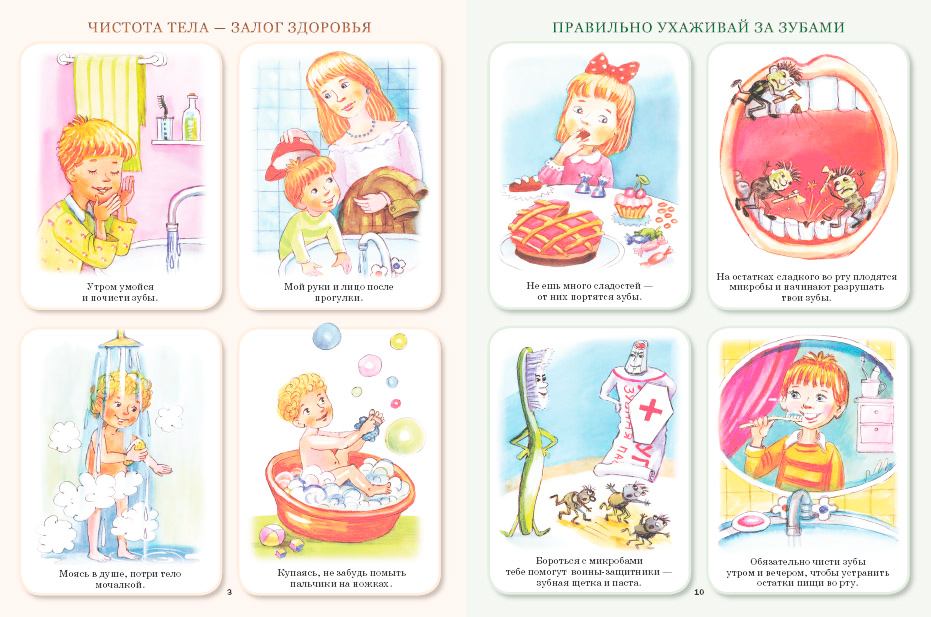 ЧИСТОТА ТЕЛА — ЗАЛОГ ЗДОРОВЬЯ
Утром умойся
и почисти зубы.
Мой руки и лицо после
прогулки.
Моясь в душе, потри тело
мочалкой.
Купаясь, не забудь помыть
пальчики на ножках.
3
ПРАВИЛЬНО УХАЖИВАЙ ЗА ЗУБАМИ
Не ешь много сладостей —
от них портятся зубы.
На остатках сладкого во рту плодятся
микробы и начинают разрушать
твои зубы.
Бороться с микробами
тебе помогут воины-защитники —
зубная щетка и паста.
Обязательно чисти зубы
утром и вечером, чтобы устранить
остатки пищи во рту.
10